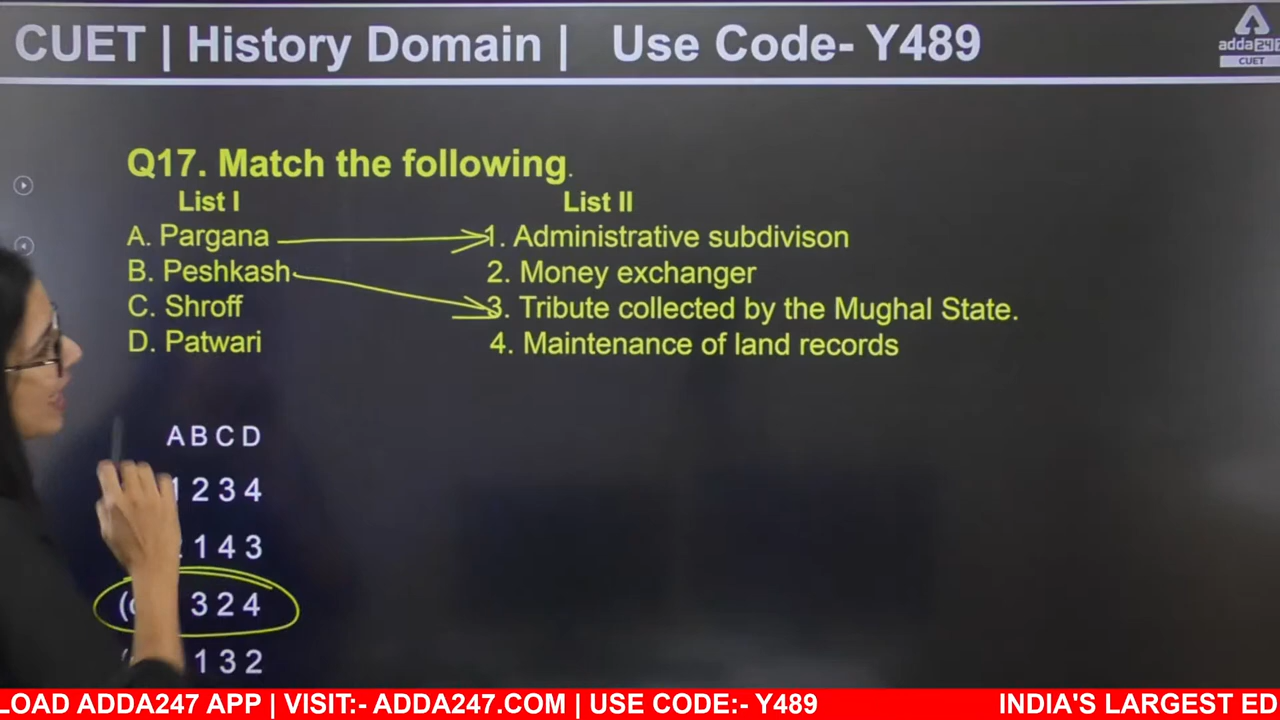 CUET | History Domain | Use Code- Y489
adda247
CUET
Q17. Match the following.
List I List II
A. Pargana 1. Administrative subdivison
B. Peshkash 2. Money exchanger
C. Shroff 3. Tribute collected by the Mughal State.
D. Patwari 4. Maintenance of land records
A B C D
1 2 3 4
1 4 3
3 2 4
1 3 2
LOAD ADDA247 APP | VISIT:- ADDA247.COM | USE CODE:- Y489 INDIA'S LARGEST ED